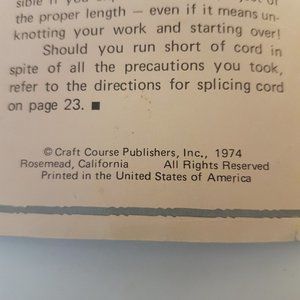 the proper length — even if it means un-
knotting your work and starting over!
Should you run short of cord in
spite of all the precautions you took,
refer to the directions for splicing cord
on page 23. ■
© Craft Course Publishers, Inc., 1974
Rosemead, California All Rights Reserved
Printed in the United States of America